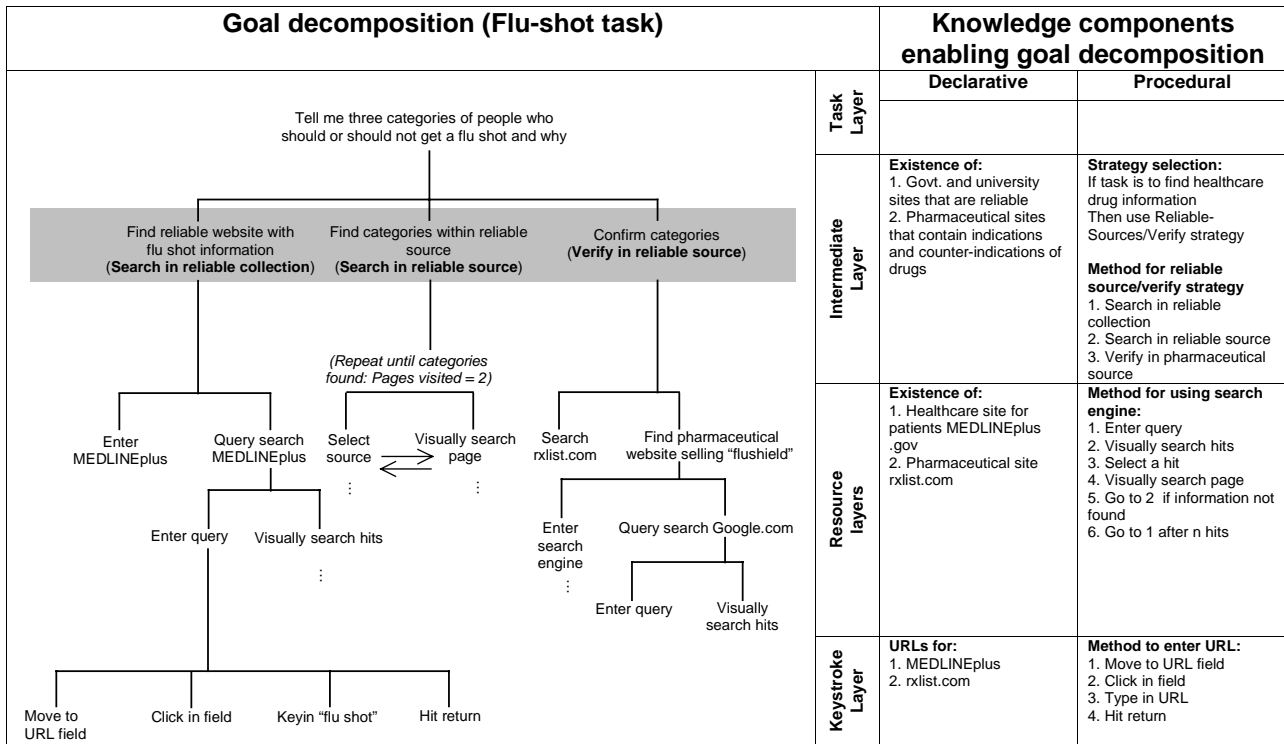 Goal decomposition (Flu-shot task)
Knowledge components
enabling goal decomposition
Declarative
Procedural
Task
Layer
Tell me three categories of people who
should or should not get a flu shot and why
Find reliable website with
flu shot information
(Search in reliable collection)
Find categories within reliable
source
(Search in reliable source)
Confirm categories
(Verify in reliable source)
(Repeat until categories
found: Pages visited = 2)
Intermediate
Layer
Existence of:
1. Govt. and university
sites that are reliable
2. Pharmaceutical sites
that contain indications
and counter-indications of
drugs
Strategy selection:
If task is to find healthcare
drug information
Then use Reliable-
Sources/Verify strategy
Method for reliable
source/verify strategy
1. Search in reliable
collection
2. Search in reliable source
3. Verify in pharmaceutical
source
Enter
MEDLINEplus
Query search
MEDLINEplus
Select
source
⋮
Visually search
page
⋮
Search
rxlist.com
Find pharmaceutical
website selling “flushield”
Enter query
Visually search hits
⋮
Enter
search
engine
⋮
Query search Google.com
Enter query
Visually
search hits
Resource
layers
Existence of:
1. Healthcare site for
patients MEDLINEplus
.gov
2. Pharmaceutical site
rxlist.com
Method for using search
engine:
1. Enter query
2. Visually search hits
3. Select a hit
4. Visually search page
5. Go to 2 if information not
found
6. Go to 1 after n hits
Move to
URL field
Click in field
Keyin “flu shot”
Hit return
Keystroke
Layer
URLs for:
1. MEDLINEplus
2. rxlist.com
Method to enter URL:
1. Move to URL field
2. Click in field
3. Type in URL
4. Hit return